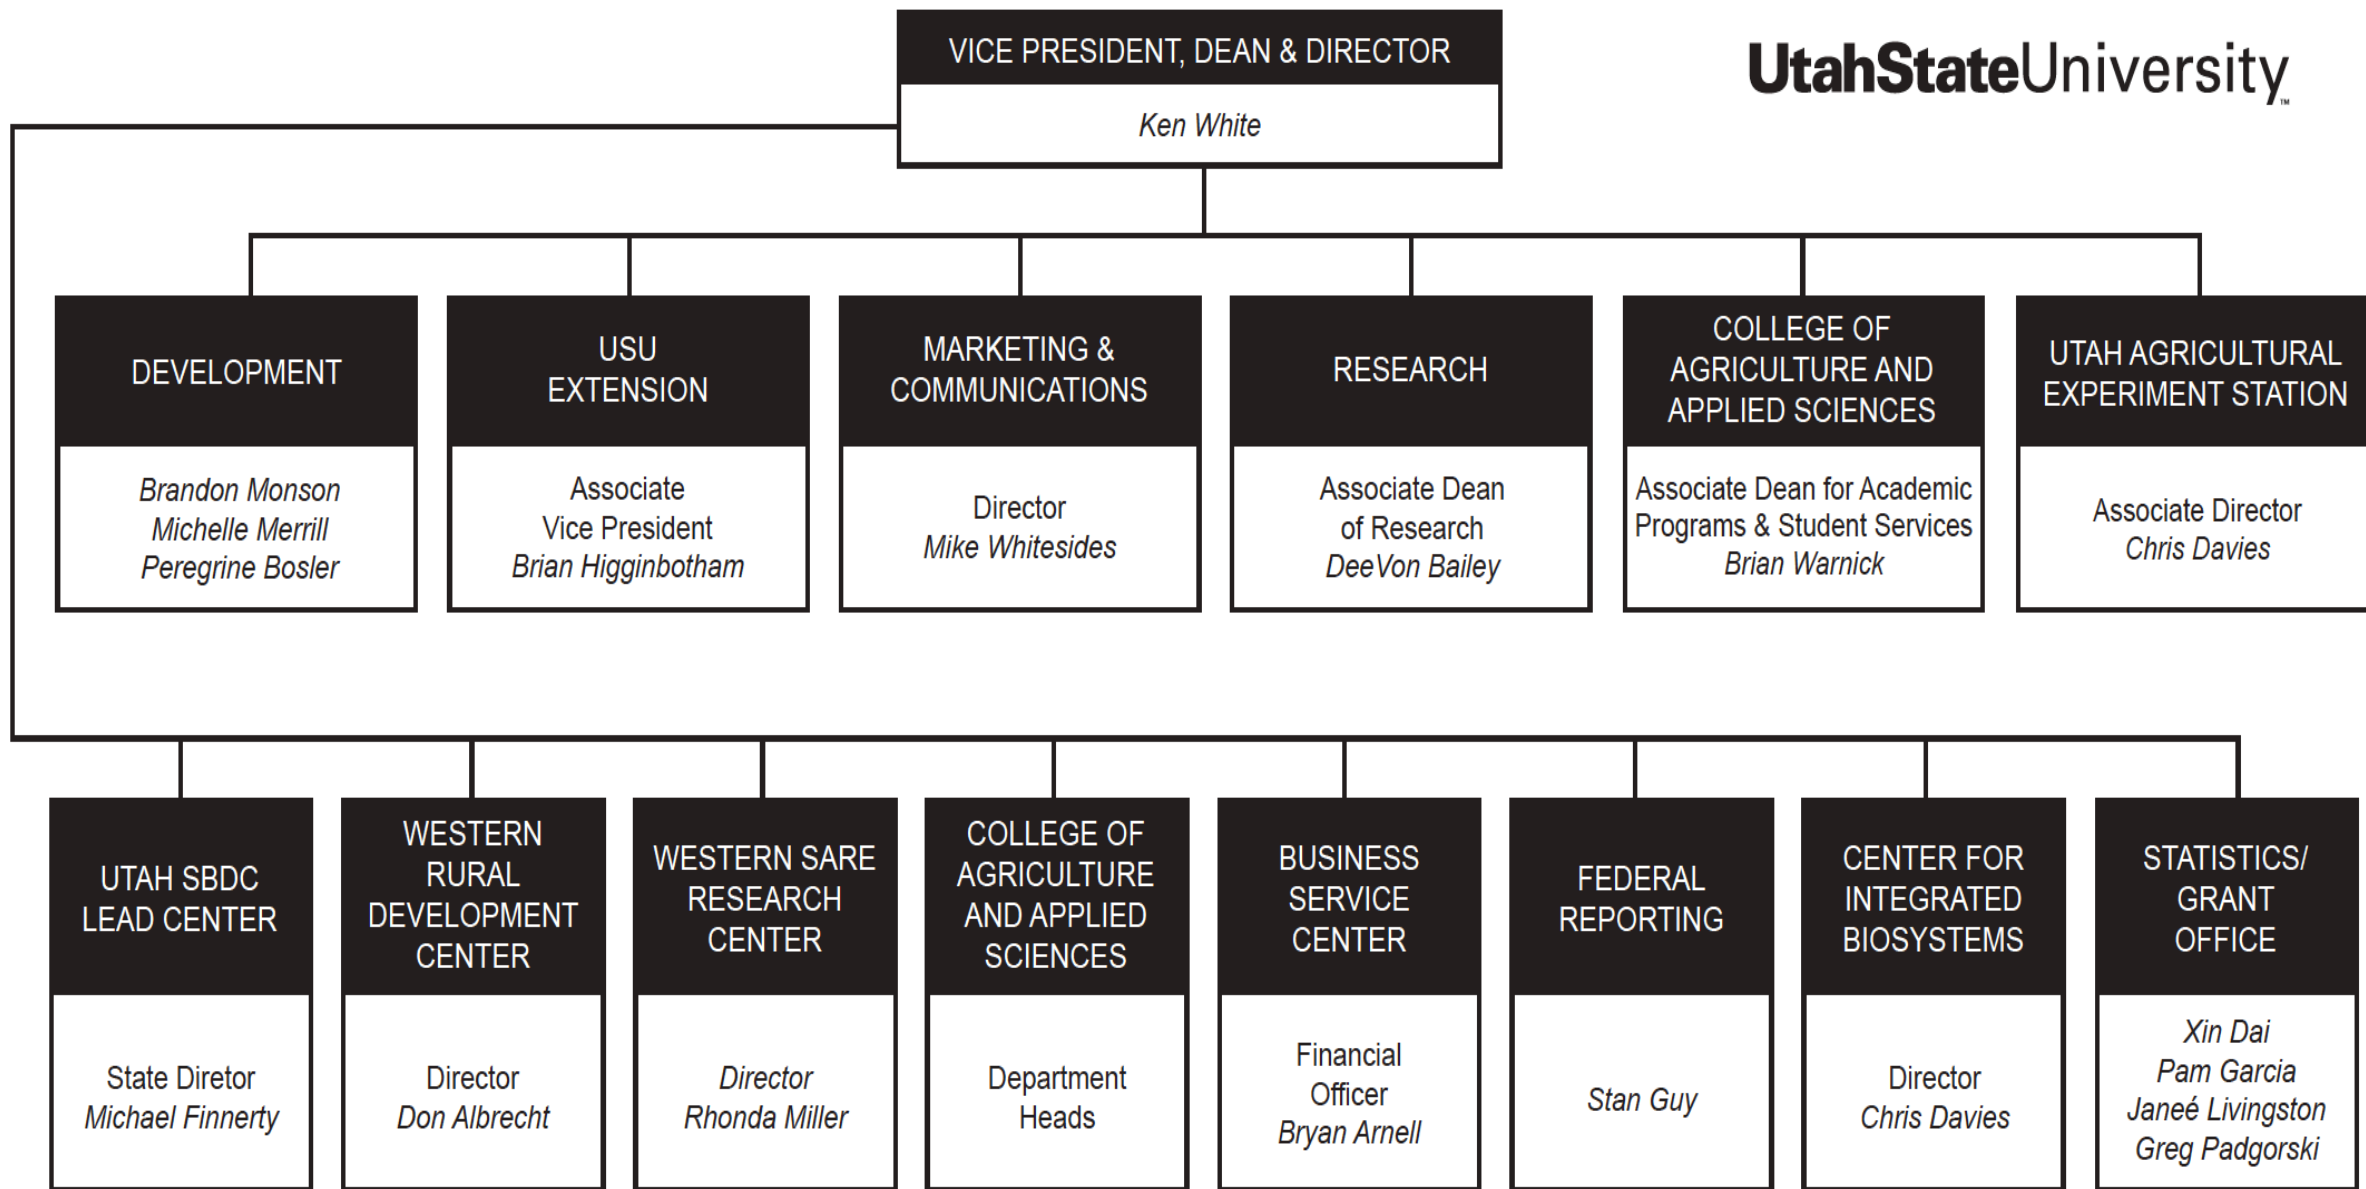 VICE PRESIDENT, DEAN & DIRECTOR
Ken White
UtahStateUniversity™
DEVELOPMENT
Brandon Monson
Michelle Merrill
Peregrine Bosler
USU
EXTENSION
Associate
Vice President
Brian Higginbotham
MARKETING &
COMMUNICATIONS
Director
Mike Whitesides
RESEARCH
Associate Dean
of Research
DeeVon Bailey
COLLEGE OF
AGRICULTURE AND
APPLIED SCIENCES
Associate Dean for Academic
Programs & Student Services
Brian Warnick
UTAH AGRICULTURAL
EXPERIMENT STATION
Associate Director
Chris Davies
UTAH SBDC
LEAD CENTER
State Diretor
Michael Finnerty
WESTERN
RURAL
DEVELOPMENT
CENTER
Director
Don Albrecht
WESTERN SARE
RESEARCH
CENTER
Director
Rhonda Miller
COLLEGE OF
AGRICULTURE
AND APPLIED
SCIENCES
Department
Heads
BUSINESS
SERVICE
CENTER
Financial
Officer
Bryan Arnell
FEDERAL
REPORTING
Stan Guy
CENTER FOR
INTEGRATED
BIOSYSTEMS
Director
Chris Davies
STATISTICS/
GRANT
OFFICE
Xin Dai
Pam Garcia
Janeé Livingston
Greg Padgorski